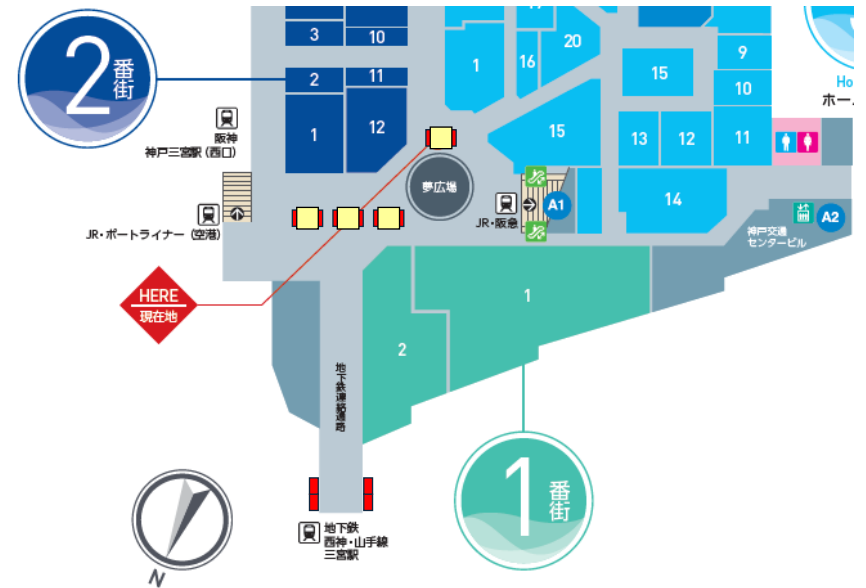 3
10
2
11
1
12
2番街
阪神
神戸三宮駅（西口）
JR・ポートライナー（空港）
HERE
現在地
1
16
20
15
9
10
15
13
12
11
14
夢広場
JR・阪急
A1
A2
神戸交通
センタービル
Ho
ホーム
1
2
地下鉄連絡通路
1番街
地下鉄
西神・山手線
三宮駅
N